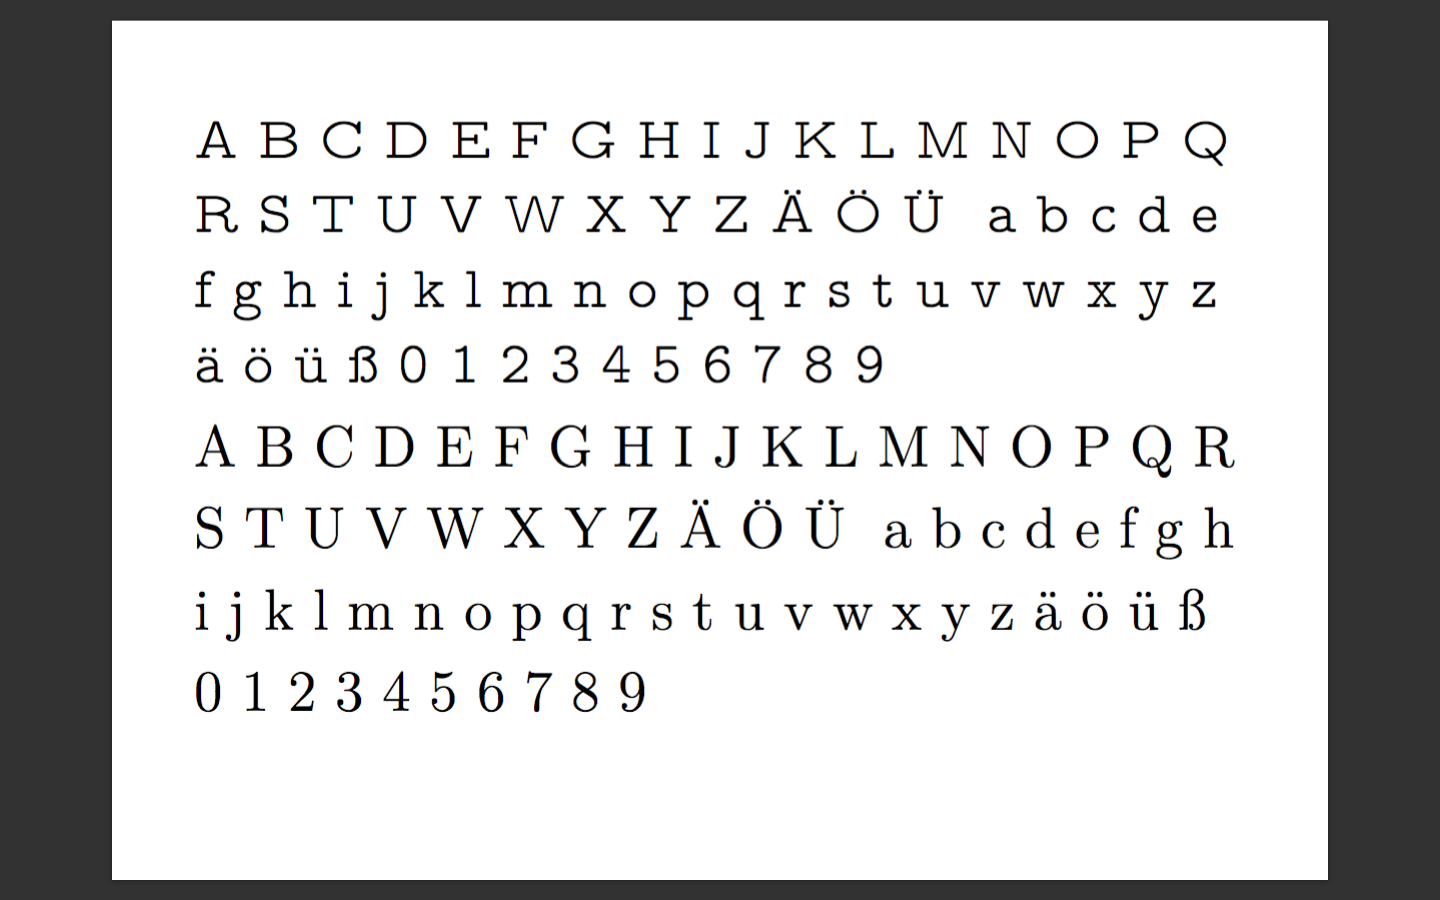 A B C D E F G H I J K L M N O P Q
R S T U V W X Y Z Ä Ö Ü a b c d e
f g h i j k l m n o p q r s t u v w x y z
ä ö ü ß 0 1 2 3 4 5 6 7 8 9
A B C D E F G H I J K L M N O P Q R
S T U V W X Y Z Ä Ö Ü a b c d e f g h
i j k l m n o p q r s t u v w x y z ä ö ü ß
0 1 2 3 4 5 6 7 8 9